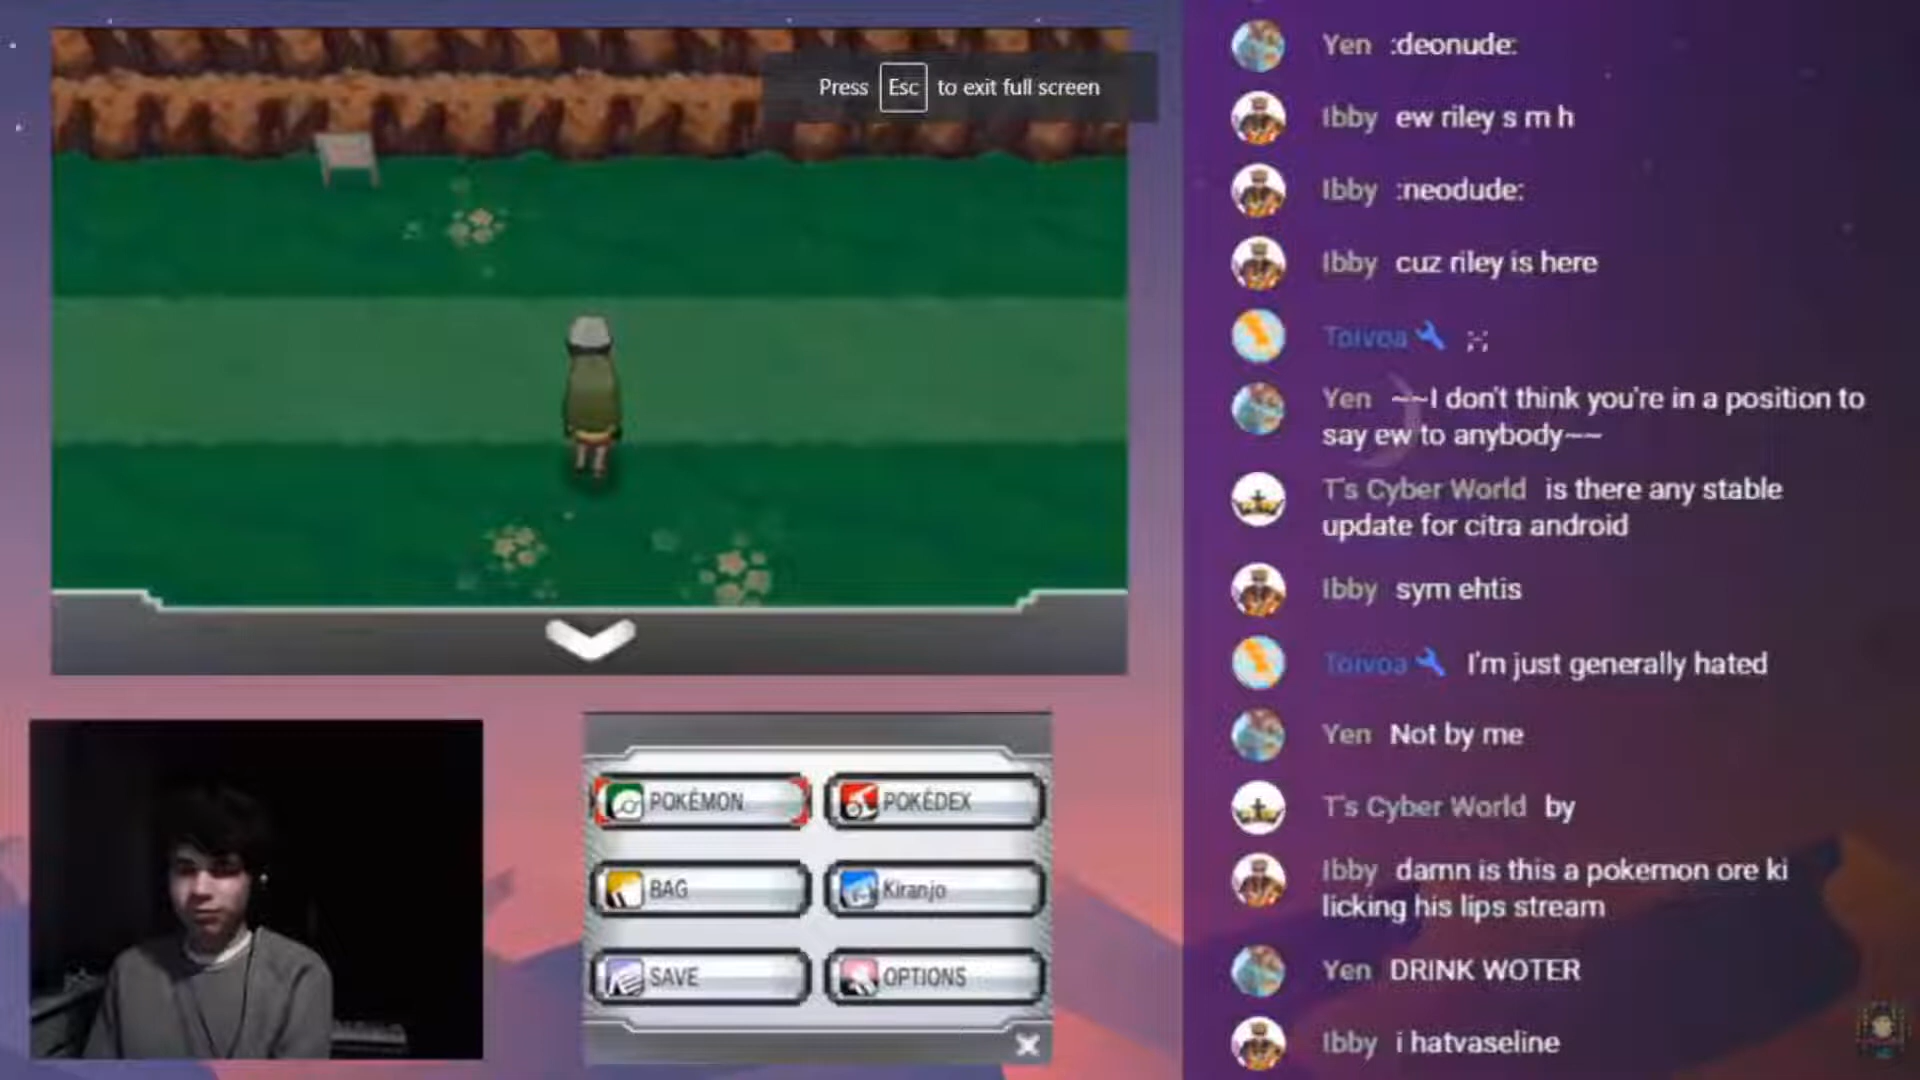 Press Esc to exit full screen
POKÉMON
POKÉDEX
BAG
Kiranjo
SAVE
OPTIONS
Yen :deonude:
Ibby ew riley s m h
Ibby :neodude:
Ibby cuz riley is here
Toivoa ;-;
Yen ~~I don't think you're in a position to
say ew to anybody~~
T's Cyber World is there any stable
update for citra android
Ibby sym ehtis
Toivoa I'm just generally hated
Yen Not by me
T's Cyber World by
Ibby damn is this a pokemon ore ki
licking his lips stream
Yen DRINK WOTER
Ibby i hatvaseline